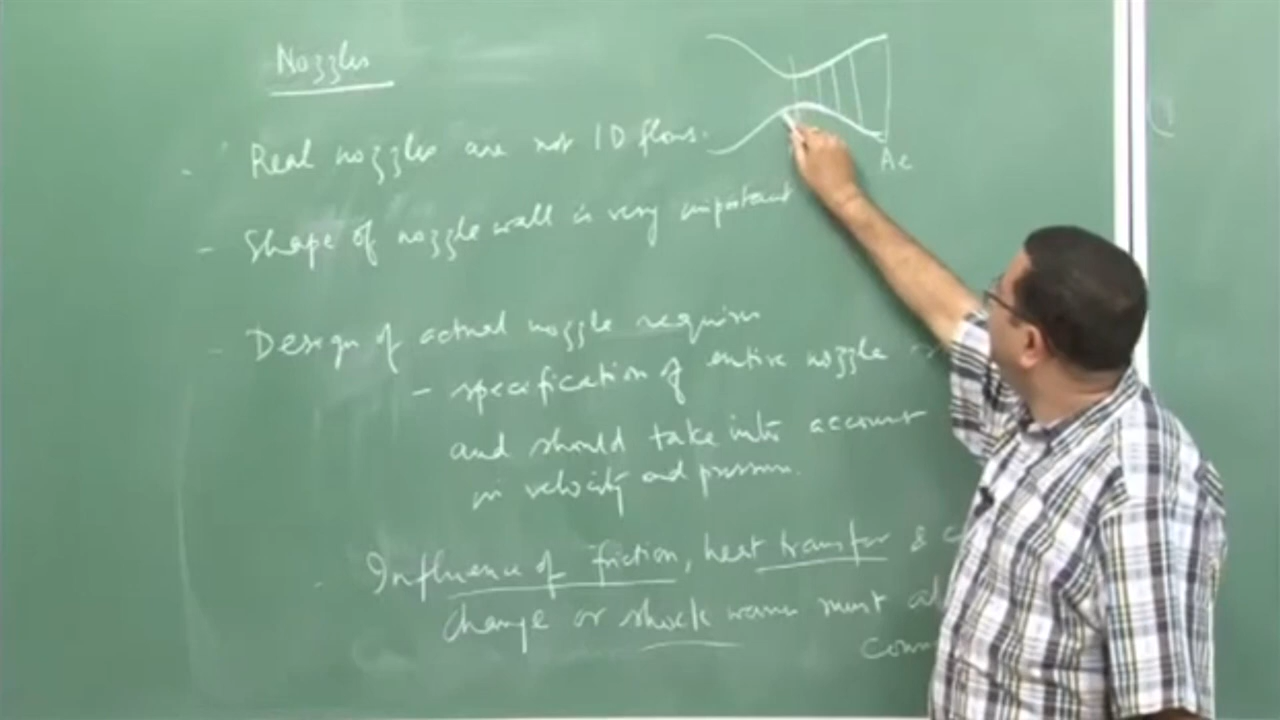 Nozzles
- Real nozzles are not 1D flows.
Ae
- Shape of nozzle wall is very important
- Design of actual nozzle requires
- specification of entire nozzle
and should take into account
in velocity and pressure.
- Influence of friction, heat transfer &
change or shock waves must